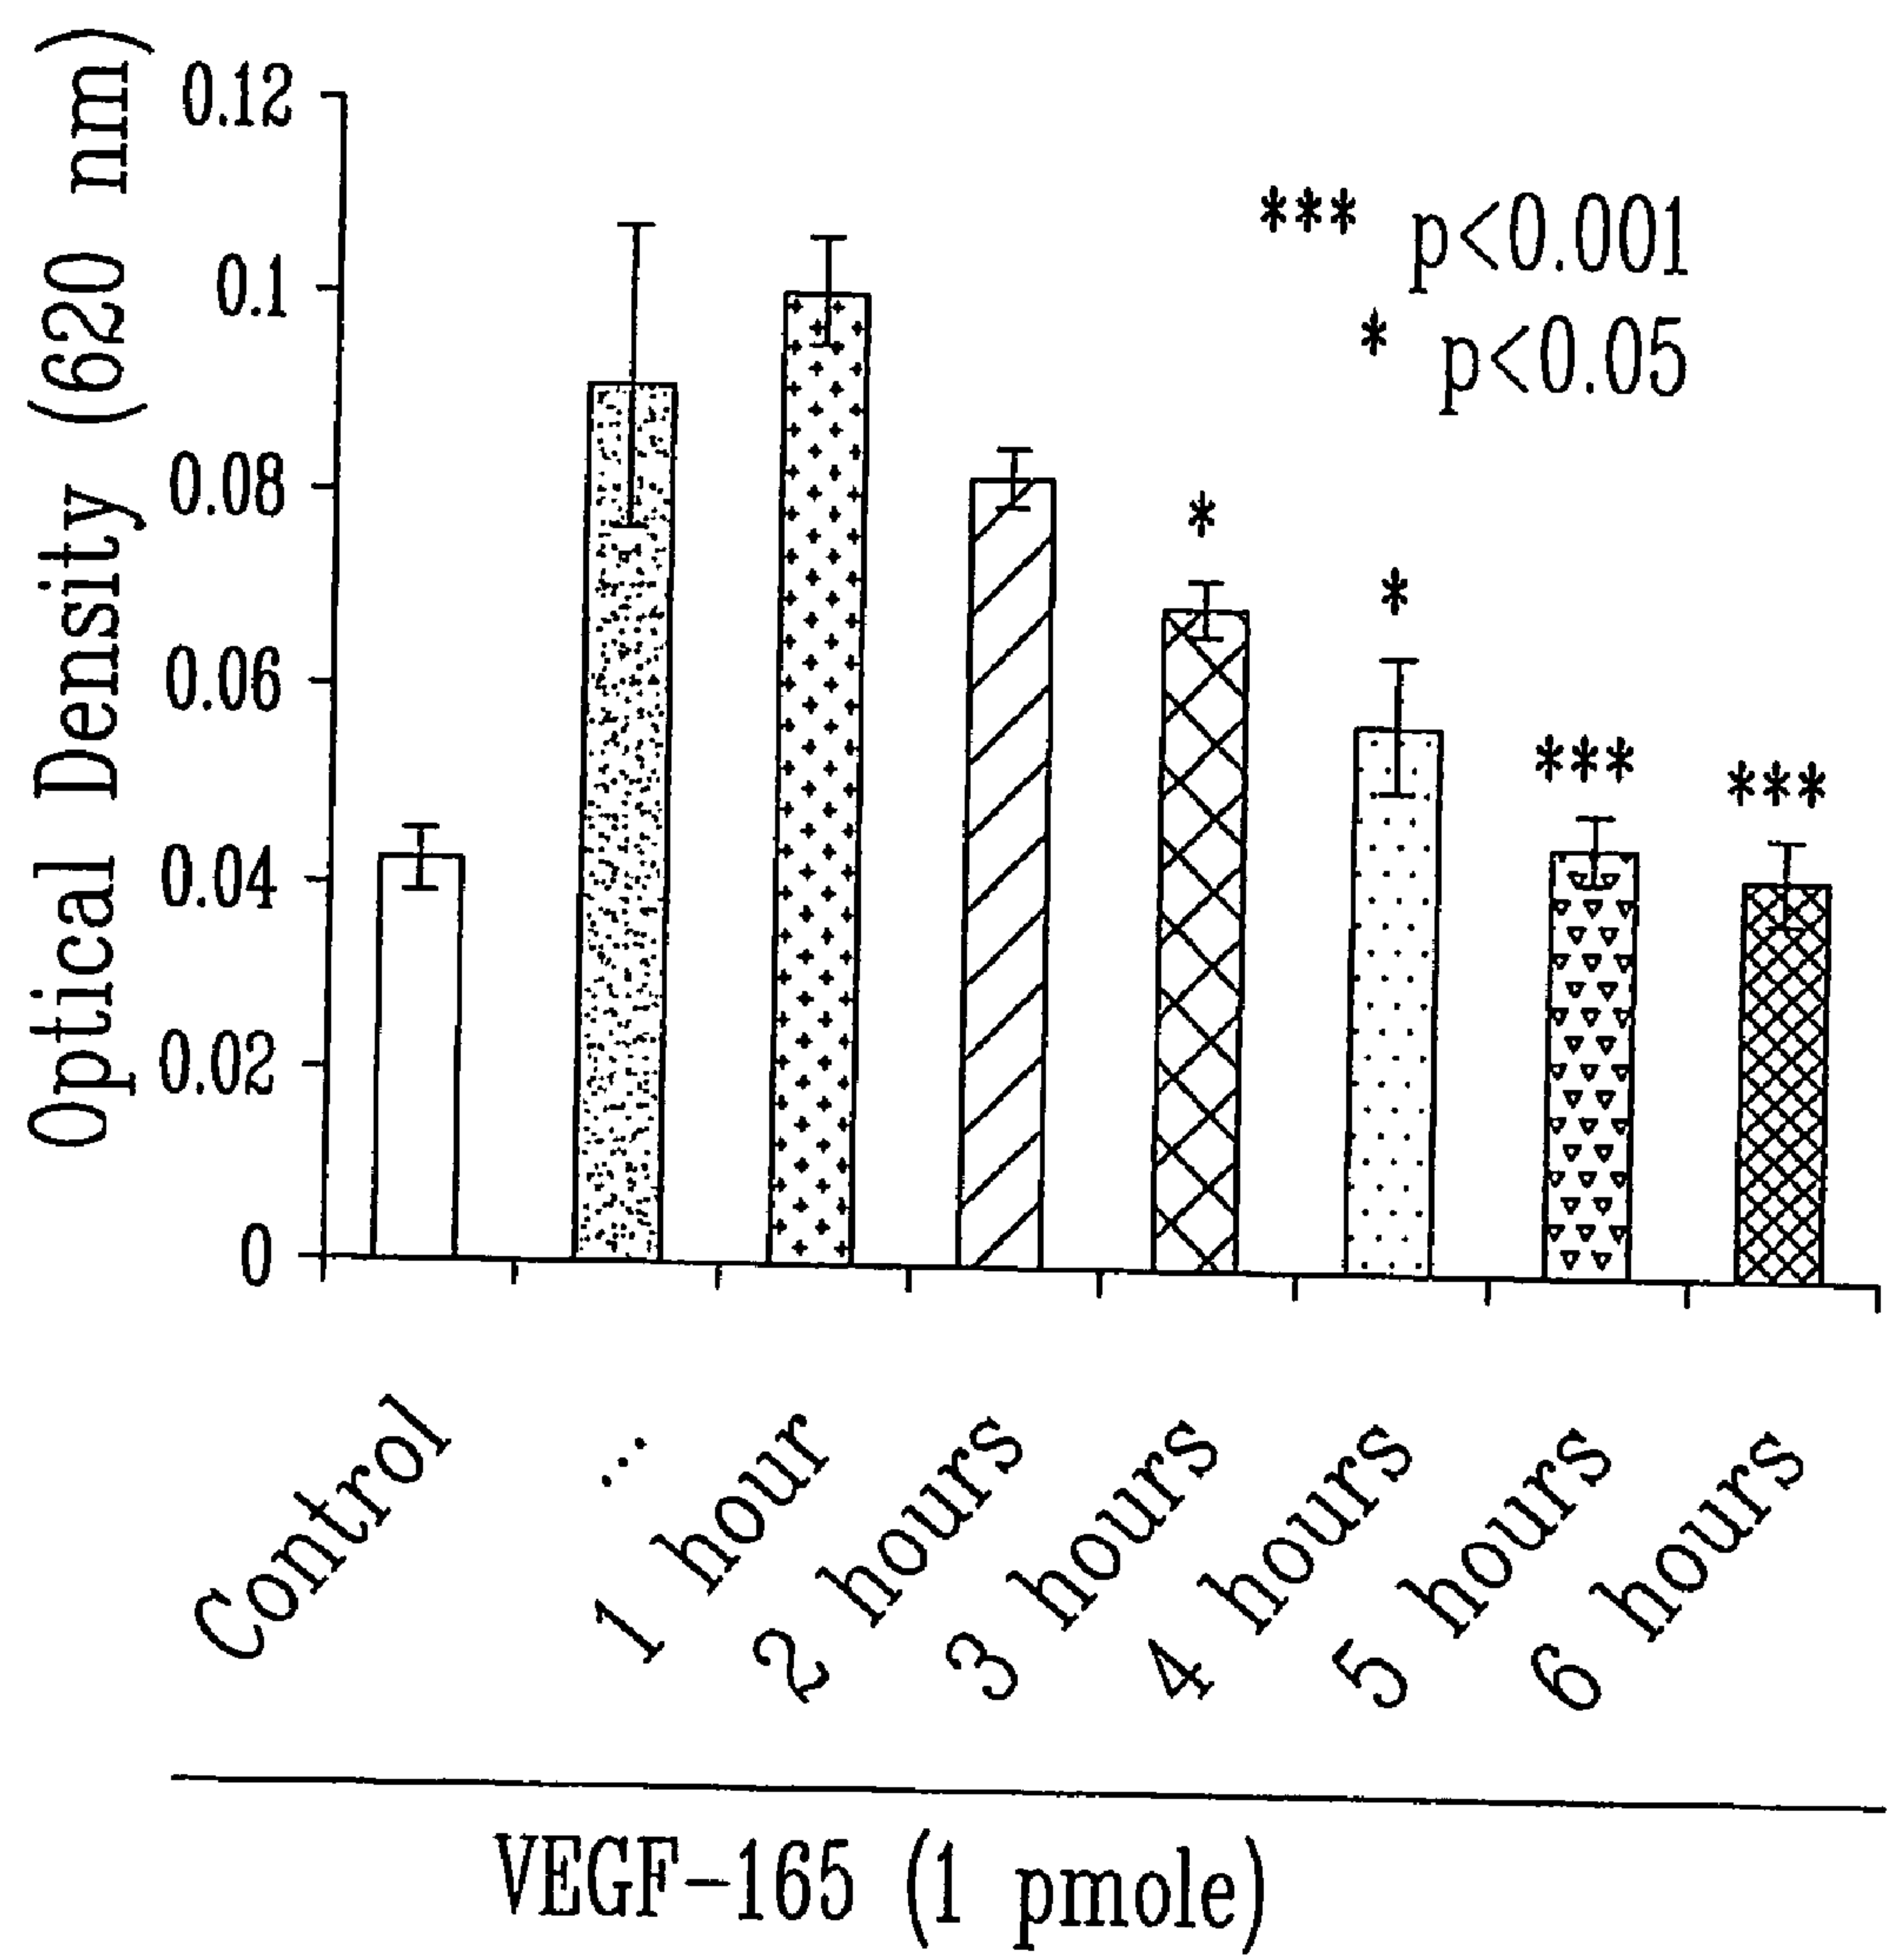 Optical Density (620 nm)
0.12
0.1
0.08
0.06
0.04
0.02
0
*** p<0.001
* p<0.05
*
*
***
***
Control
...
1 hour
2 hours
3 hours
4 hours
5 hours
6 hours
VEGF-165 (1 pmole)